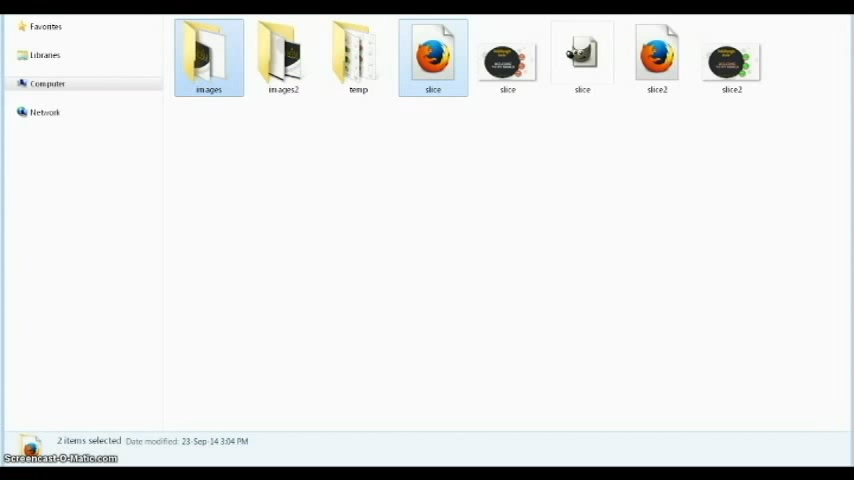 Favorites
Libraries
Computer
Network
images
images2
temp
slice
slice
slice
slice2
slice2
2 items selected Date modified: 23-Sep-14 3:04 PM
Screencast-O-Matic.com